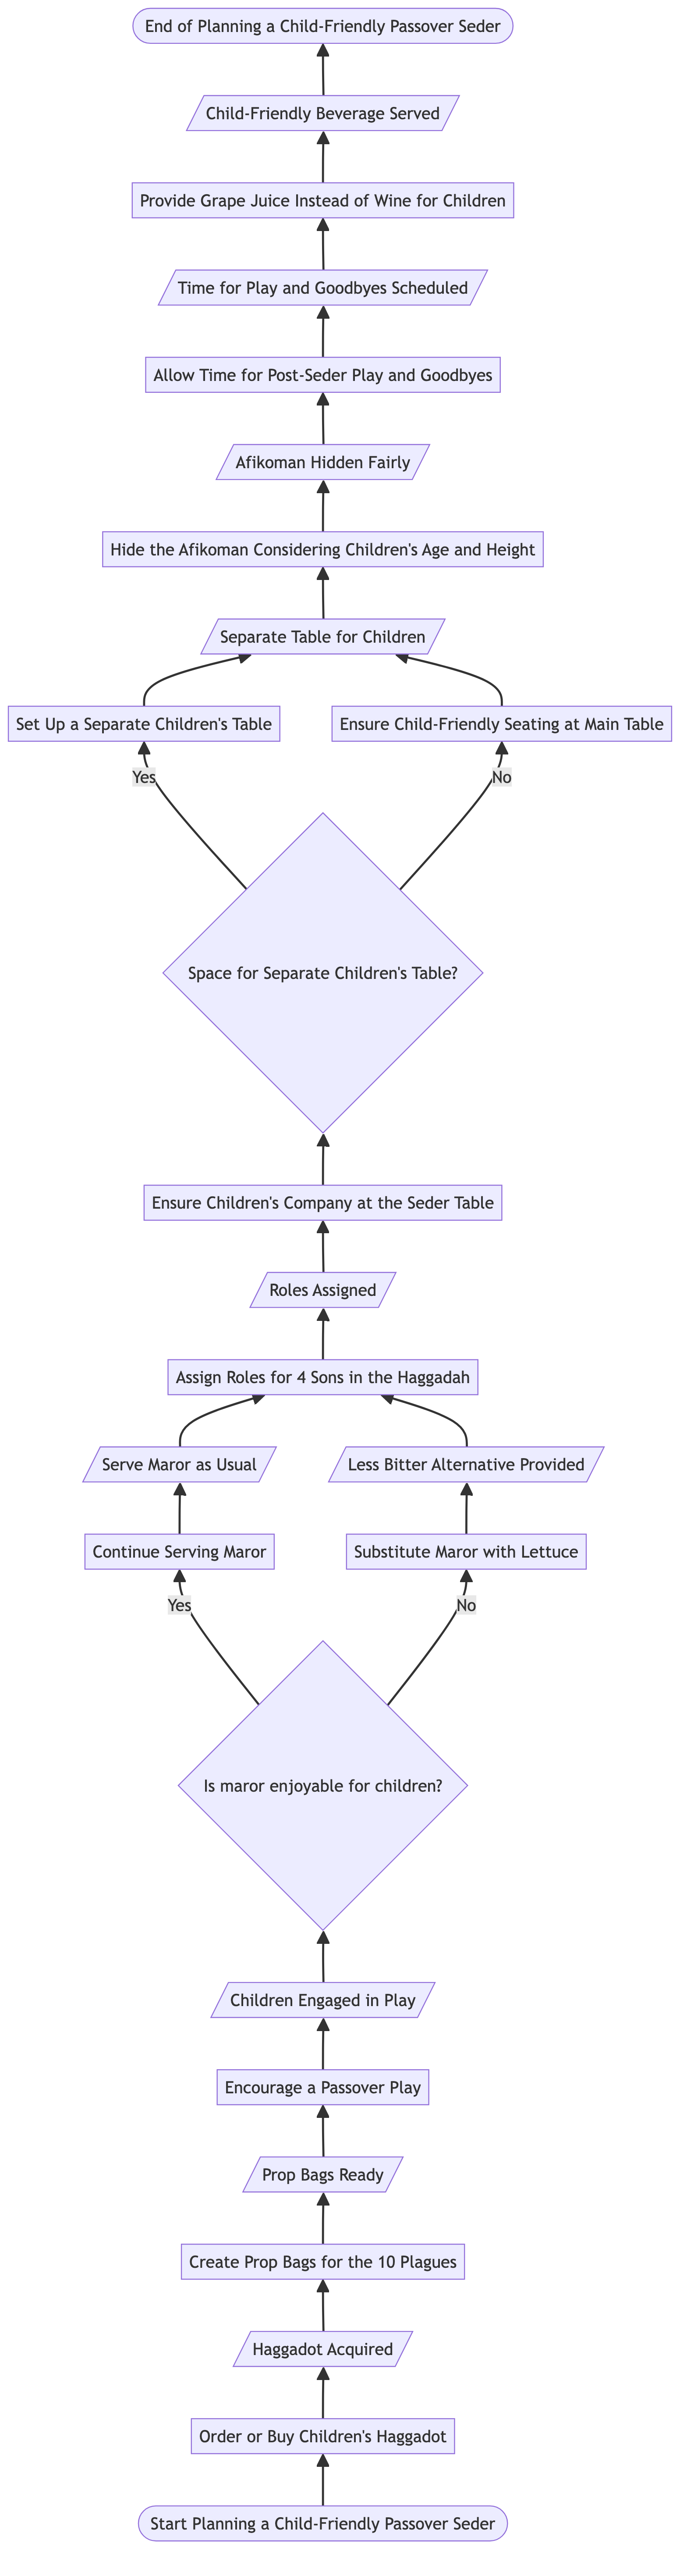 End of Planning a Child-Friendly Passover Seder
Child-Friendly Beverage Served
Provide Grape Juice Instead of Wine for Children
Time for Play and Goodbyes Scheduled
Allow Time for Post-Seder Play and Goodbyes
Afikoman Hidden Fairly
Hide the Afikoman Considering Children's Age and Height
Separate Table for Children
Set Up a Separate Children's Table
Ensure Child-Friendly Seating at Main Table
Yes
No
Space for Separate Children's Table?
Ensure Children's Company at the Seder Table
Roles Assigned
Assign Roles for 4 Sons in the Haggadah
Serve Maror as Usual
Less Bitter Alternative Provided
Continue Serving Maror
Substitute Maror with Lettuce
Yes
No
Is maror enjoyable for children?
Children Engaged in Play
Encourage a Passover Play
Prop Bags Ready
Create Prop Bags for the 10 Plagues
Haggadot Acquired
Order or Buy Children's Haggadot
Start Planning a Child-Friendly Passover Seder